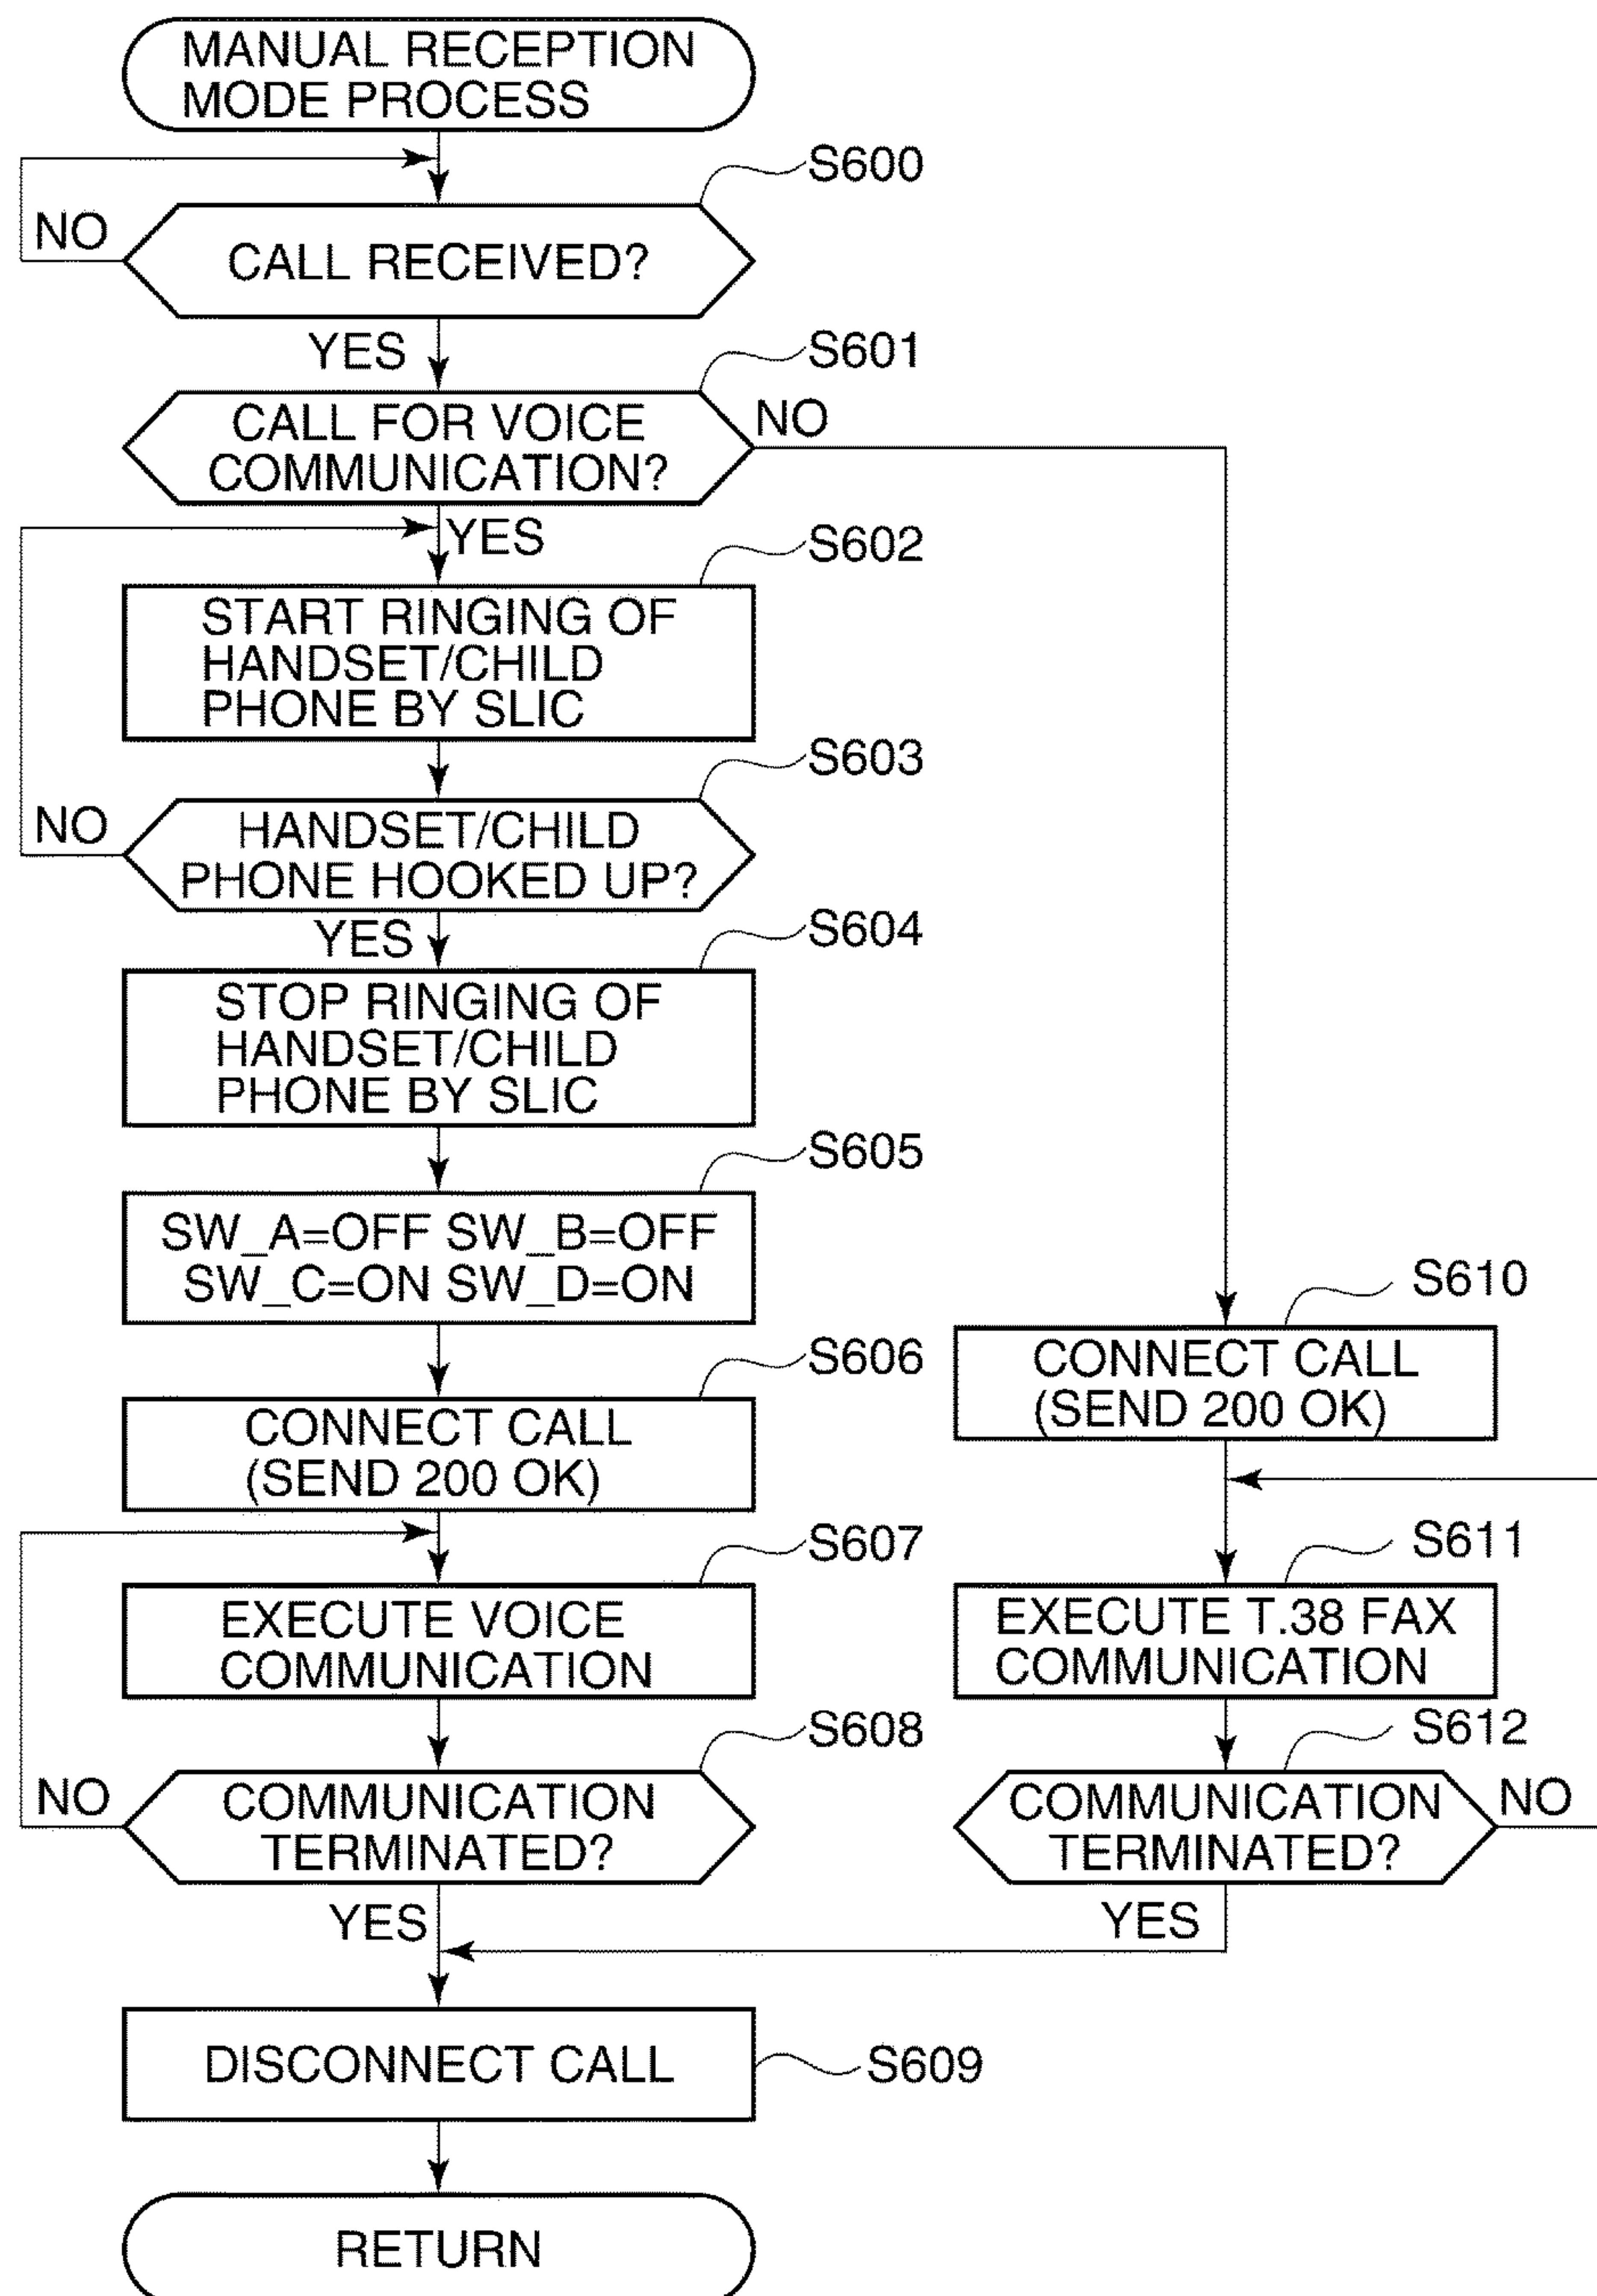 MANUAL RECEPTION
MODE PROCESS
S600
NO
CALL RECEIVED?
YES
S601
CALL FOR VOICE
COMMUNICATION?
NO
YES
S602
START RINGING OF
HANDSET/CHILD
PHONE BY SLIC
S603
NO
HANDSET/CHILD
PHONE HOOKED UP?
YES
S604
STOP RINGING OF
HANDSET/CHILD
PHONE BY SLIC
S605
SW_A=OFF SW_B=OFF
SW_C=ON SW_D=ON
S606
CONNECT CALL
(SEND 200 OK)
S607
EXECUTE VOICE
COMMUNICATION
S608
NO
COMMUNICATION
TERMINATED?
YES
S610
CONNECT CALL
(SEND 200 OK)
S611
EXECUTE T.38 FAX
COMMUNICATION
S612
COMMUNICATION
TERMINATED?
NO
YES
DISCONNECT CALL
S609
RETURN